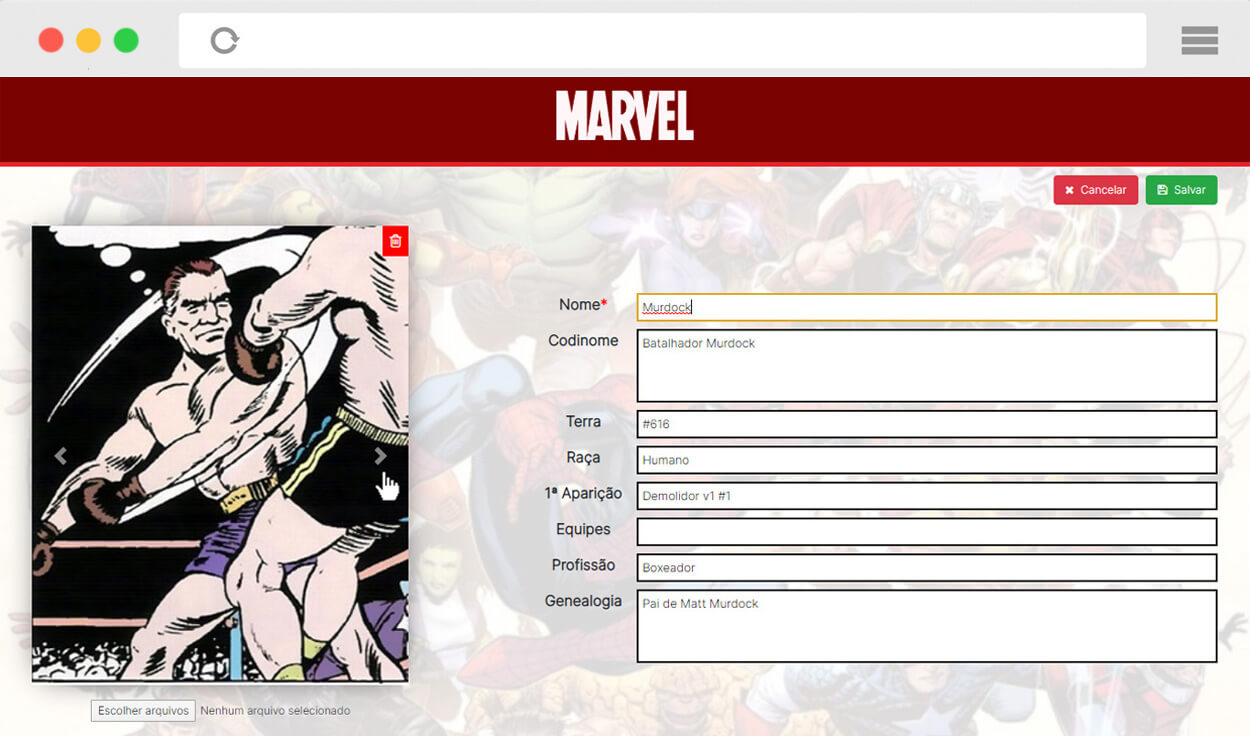 MARVEL
Cancelar
Salvar
Nome*
Murdock
Codinome
Batalhador Murdock
Terra
#616
Raça
Humano
1ª Aparição
Demolidor v1 #1
Equipes
Profissão
Boxeador
Genealogia
Pai de Matt Murdock
Escolher arquivos Nenhum arquivo selecionado